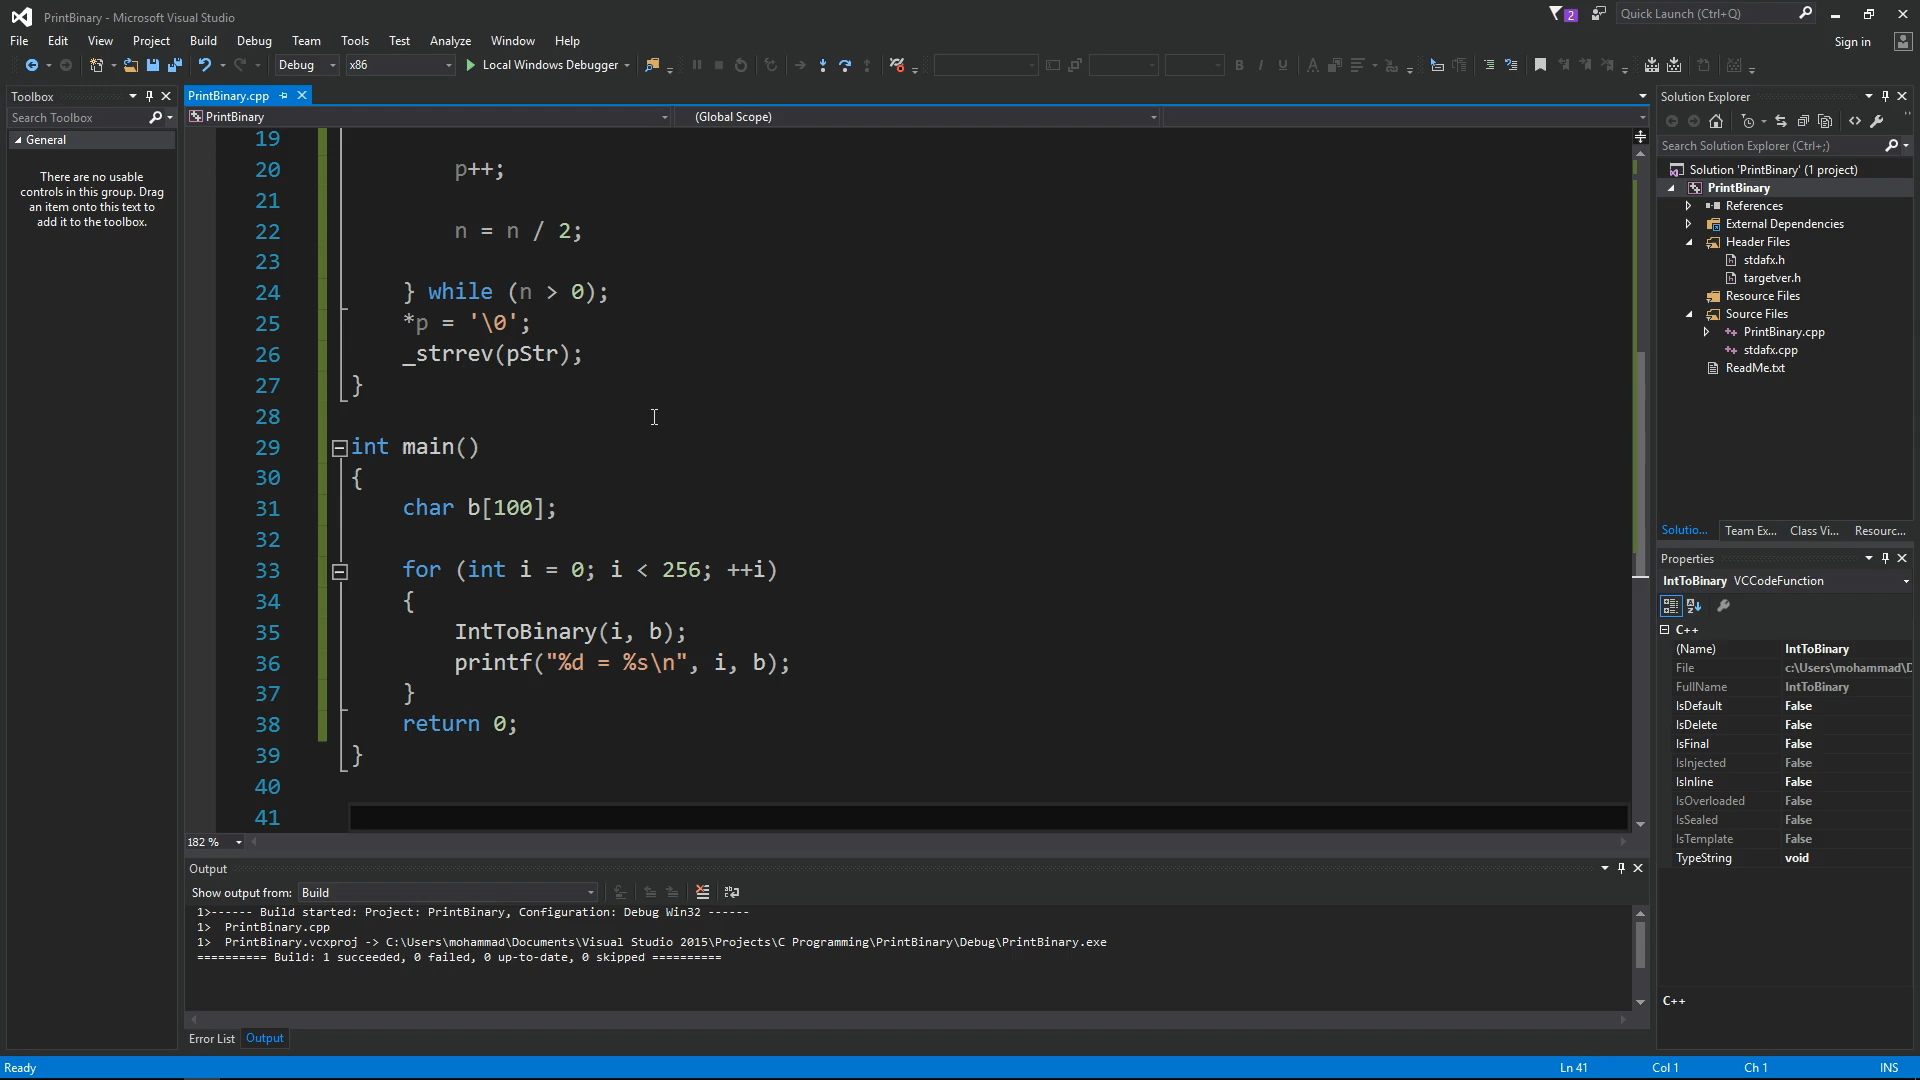 PrintBinary - Microsoft Visual Studio
2
Quick Launch (Ctrl+Q)
File Edit View Project Build Debug Team Tools Test Analyze Window Help
Sign in
Debug x86 Local Windows Debugger
Toolbox
Search Toolbox
General
There are no usable
controls in this group. Drag
an item onto this text to
add it to the toolbox.
PrintBinary.cpp
PrintBinary (Global Scope)
19
20 p++;
21
22 n = n / 2;
23
24 } while (n > 0);
25 *p = '\0';
26 _strrev(pStr);
27 }
28
29 int main()
30 {
31 char b[100];
32
33 for (int i = 0; i < 256; ++i)
34 {
35 IntToBinary(i, b);
36 printf("%d = %s\n", i, b);
37 }
38 return 0;
39 }
40
41
182 %
Output
Show output from: Build
1>------ Build started: Project: PrintBinary, Configuration: Debug Win32 ------
1> PrintBinary.cpp
1> PrintBinary.vcxproj -> C:\Users\mohammad\Documents\Visual Studio 2015\Projects\C Programming\PrintBinary\Debug\PrintBinary.exe
========== Build: 1 succeeded, 0 failed, 0 up-to-date, 0 skipped ==========
Error List Output
Solution Explorer
Search Solution Explorer (Ctrl+;)
Solution 'PrintBinary' (1 project)
PrintBinary
References
External Dependencies
Header Files
stdafx.h
targetver.h
Resource Files
Source Files
PrintBinary.cpp
stdafx.cpp
ReadMe.txt
Solutio... Team Ex... Class Vi... Resourc...
Properties
IntToBinary VCCodeFunction
C++
(Name) IntToBinary
File c:\Users\mohammad\D
FullName IntToBinary
IsDefault False
IsDelete False
IsFinal False
IsInjected False
IsInline False
IsOverloaded False
IsSealed False
IsTemplate False
TypeString void
C++
Ready Ln 41 Col 1 Ch 1 INS